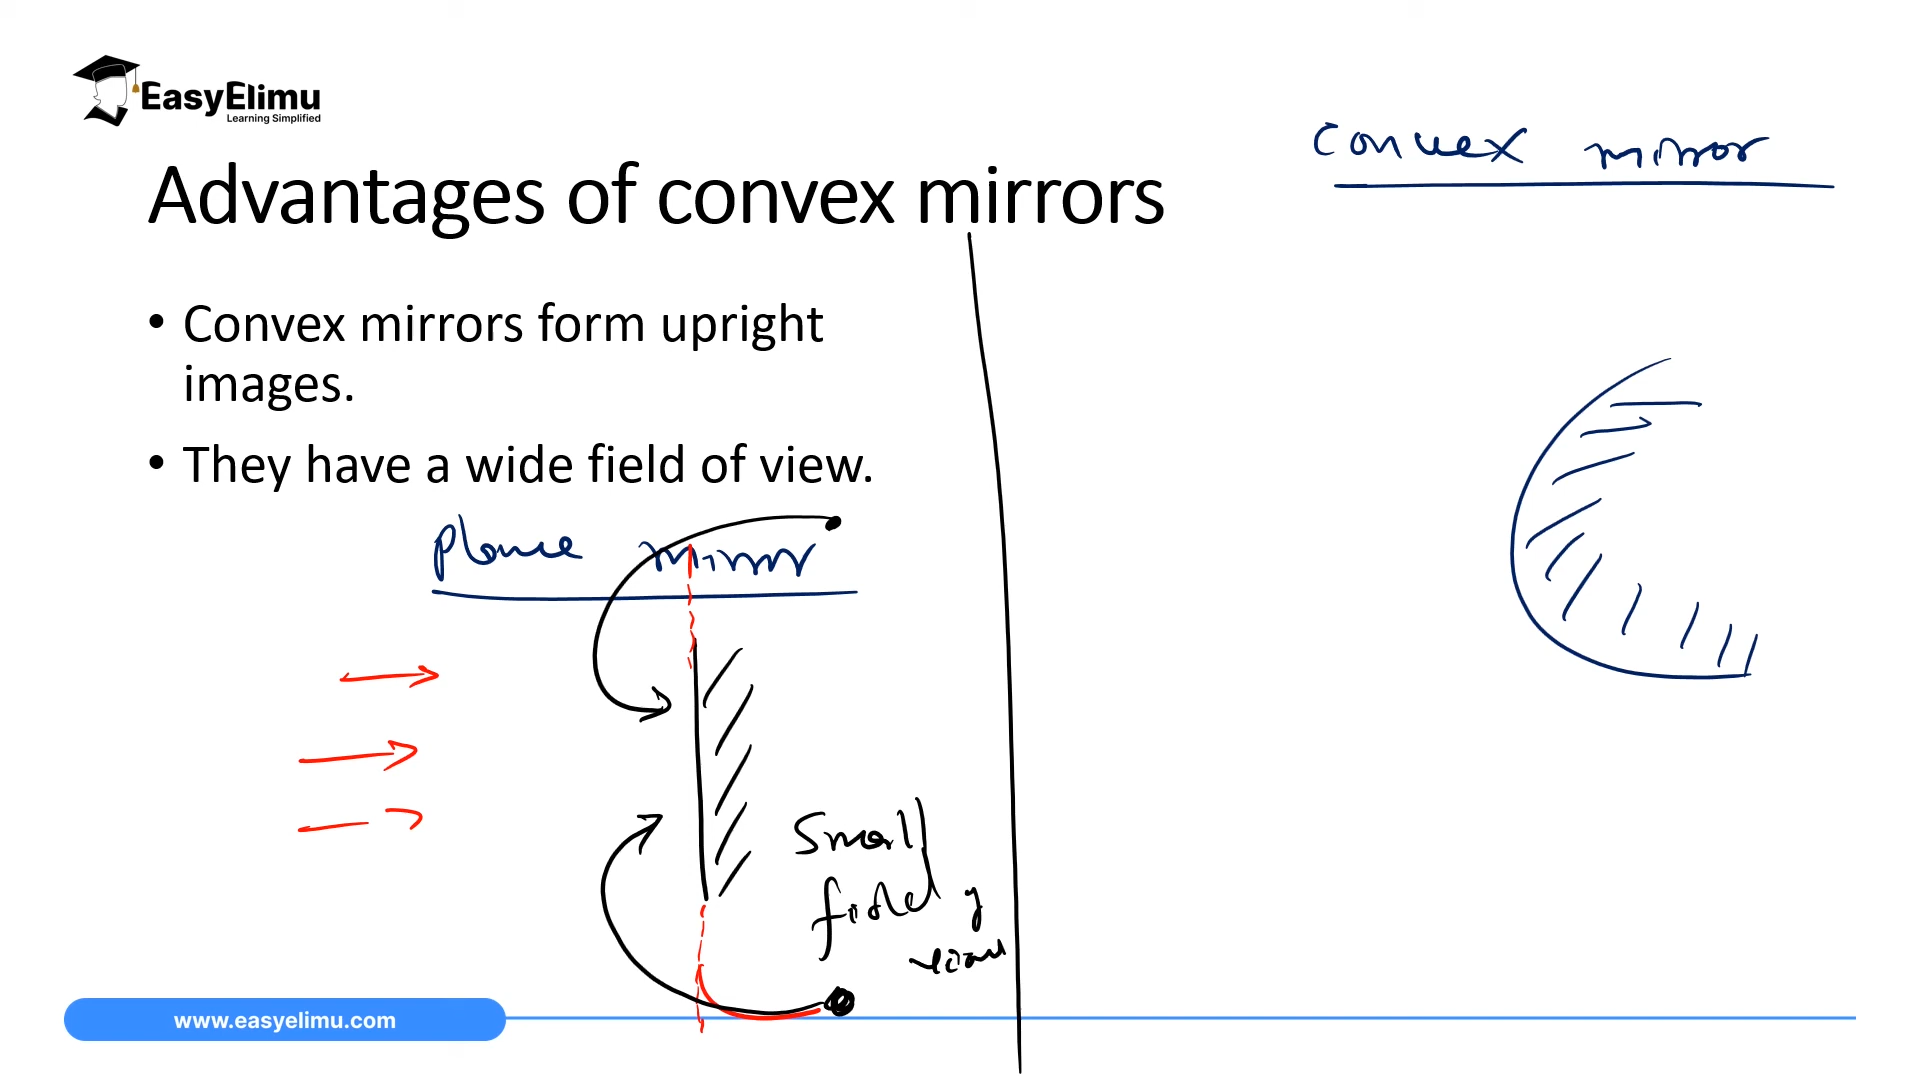 EasyElimu
Learning Simplified
convex mirror
Advantages of convex mirrors
• Convex mirrors form upright
images.
• They have a wide field of view.
plane mirror
Small
field of
view
www.easyelimu.com